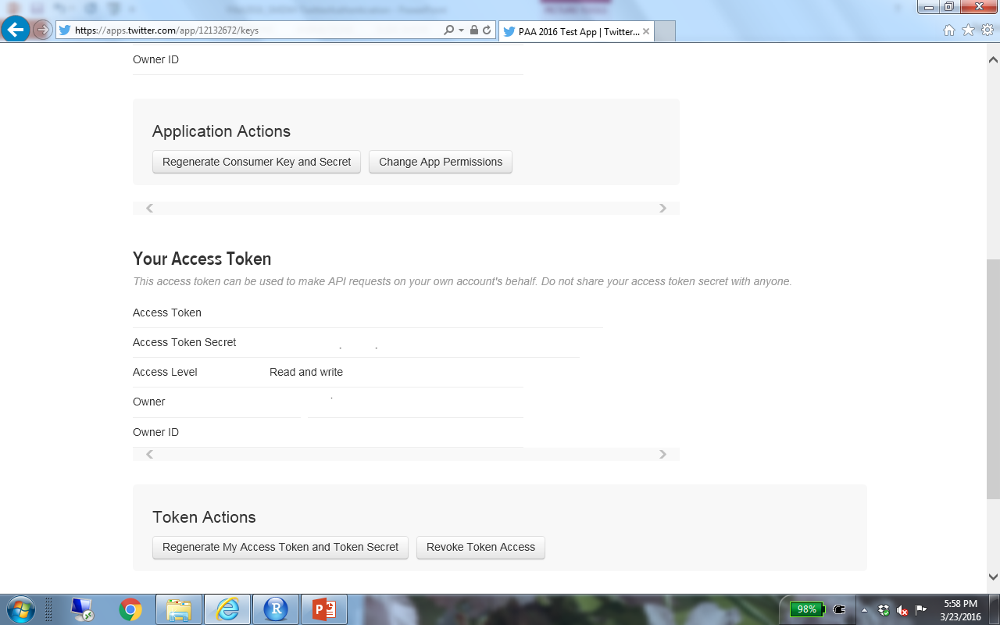 https://apps.twitter.com/app/12132672/keys
PAA 2016 Test App | Twitter...
Owner ID
Application Actions
Regenerate Consumer Key and Secret
Change App Permissions
Your Access Token
This access token can be used to make API requests on your own account's behalf. Do not share your access token secret with anyone.
Access Token
Access Token Secret
Access Level Read and write
Owner
Owner ID
Token Actions
Regenerate My Access Token and Token Secret
Revoke Token Access
98%
5:58 PM
3/23/2016